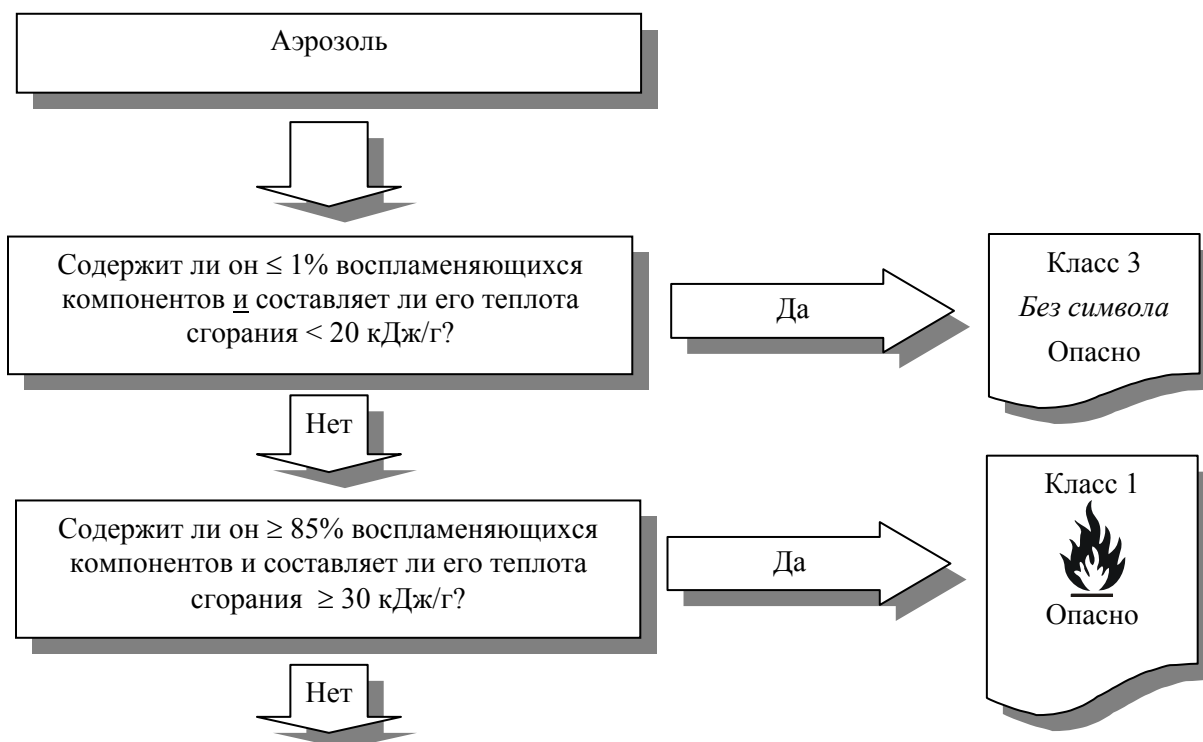 Аэрозоль
Содержит ли он ≤ 1% воспламеняющихся
компонентов и составляет ли его теплота
сгорания < 20 кДж/г?
Да
Класс 3
Без символа
Опасно
Нет
Содержит ли он ≥ 85% воспламеняющихся
компонентов и составляет ли его теплота
сгорания ≥ 30 кДж/г?
Да
Класс 1
Опасно
Нет